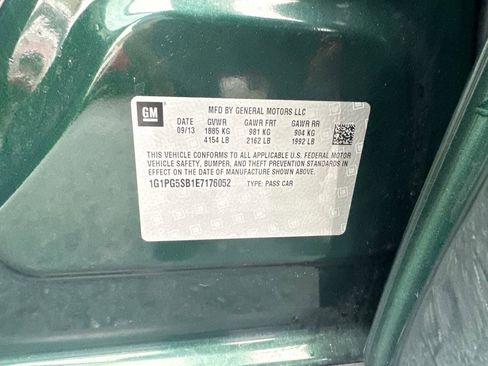 GM
MFD BY GENERAL MOTORS LLC
DATE GVWR GAWR FRT GAWR RR
09/13 1885 KG 981 KG 904 KG
4154 LB 2162 LB 1992 LB
THIS VEHICLE CONFORMS TO ALL APPLICABLE U.S. FEDERAL MOTOR
VEHICLE SAFETY, BUMPER, AND THEFT PREVENTION STANDARDS IN
EFFECT ON THE DATE OF MANUFACTURE SHOWN ABOVE.
1G1PG5SB1E7176052 TYPE: PASS CAR